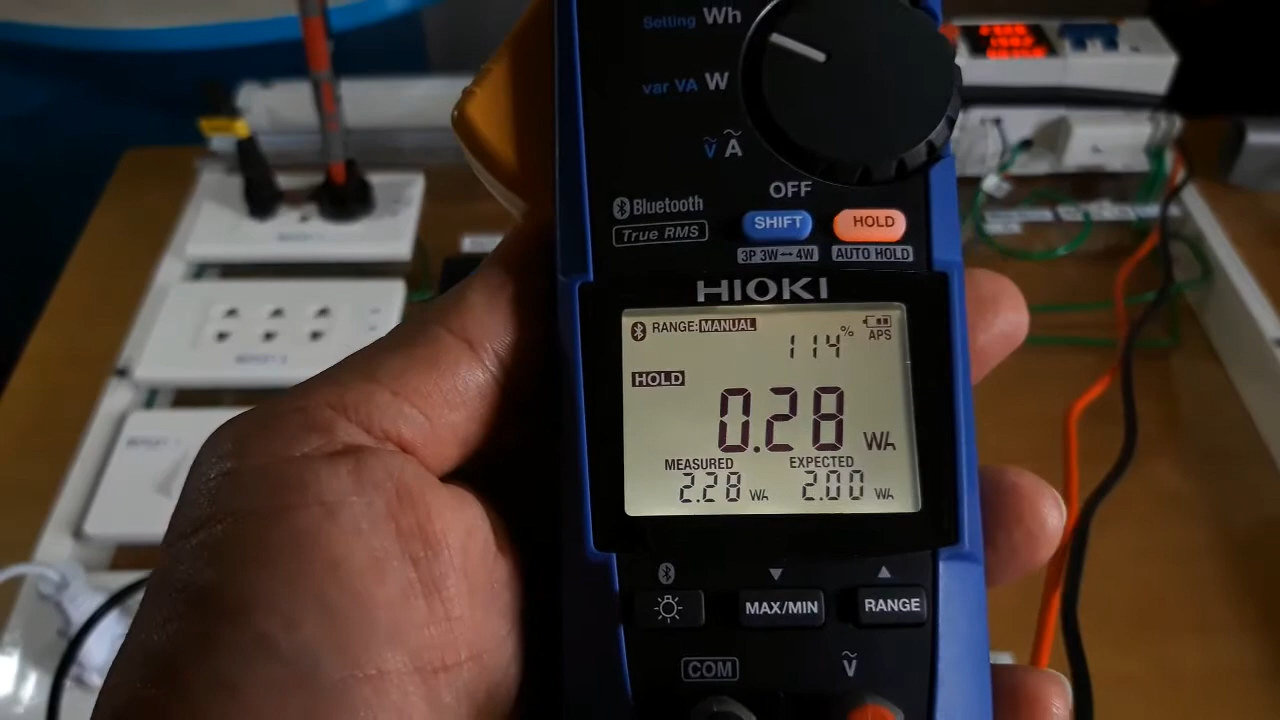 Setting Wh
var VA W
Ṽ Ã
OFF
Bluetooth
True RMS
SHIFT
HOLD
3P 3W↔4W
AUTO HOLD
HIOKI
RANGE:MANUAL
114%
APS
HOLD
0.28 Wh
MEASURED
EXPECTED
2.28 Wh
2.00 Wh
MAX/MIN
RANGE
COM
Ṽ